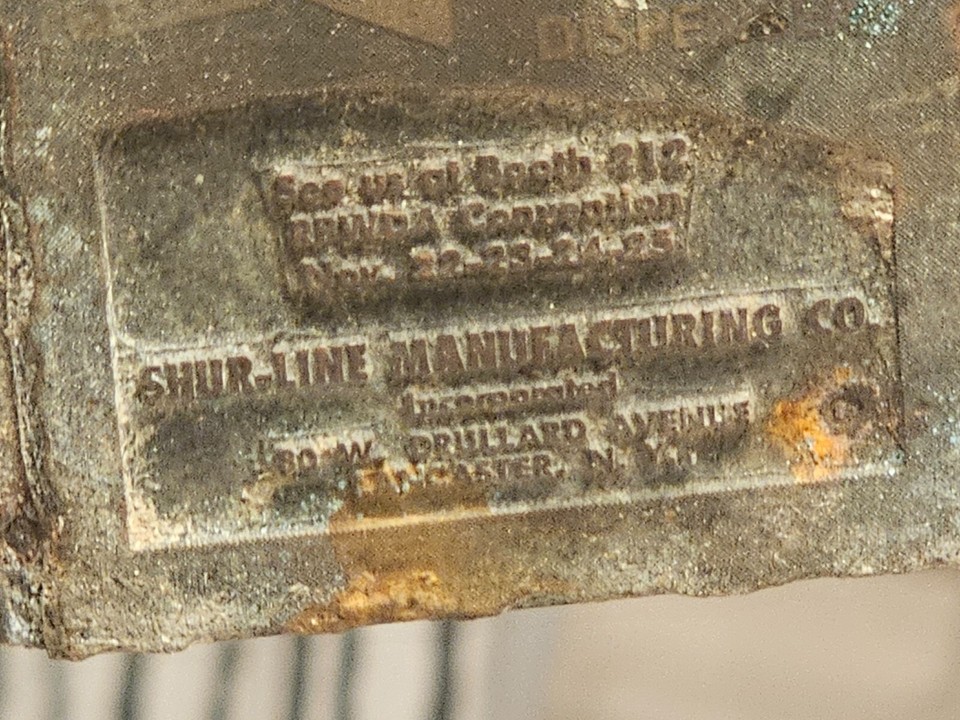 See us at Booth 212
Convention
Nov. 22-23-24-25
SHUR-LINE MANUFACTURING CO.
Incorporated
80 W. DRULLARD AVENUE
LANCASTER, N. Y.